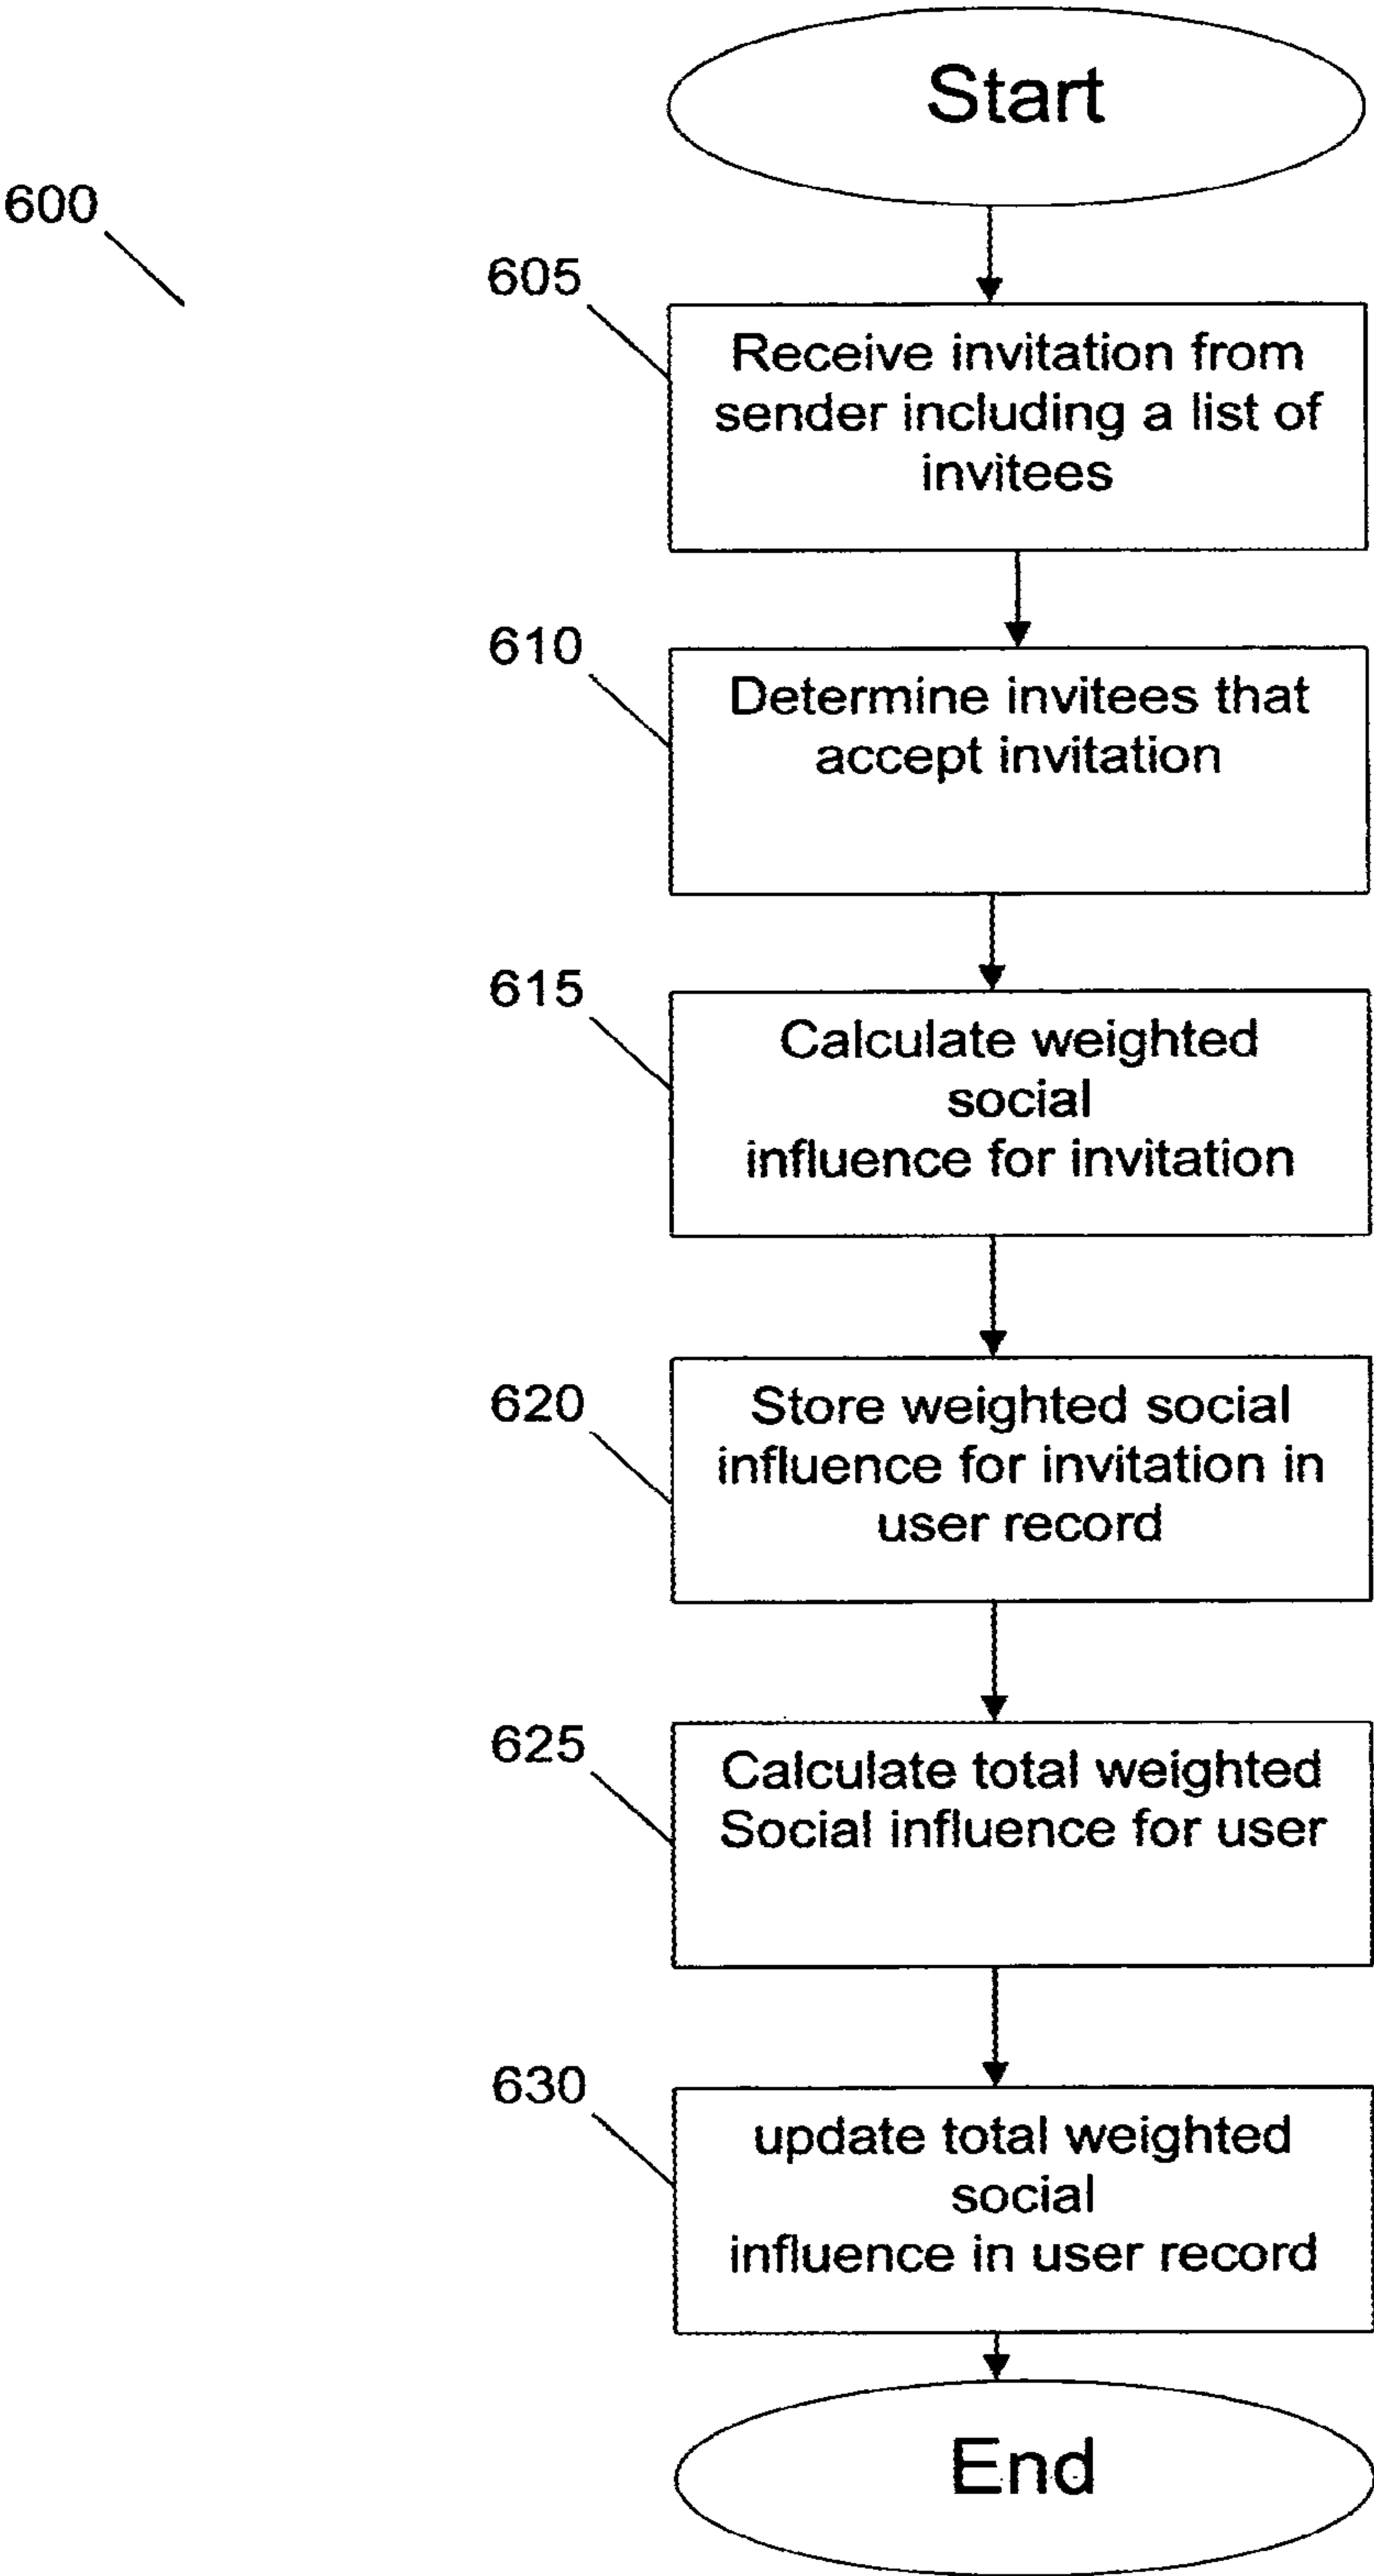 Start
600
605
Receive invitation from
sender including a list of
invitees
610
Determine invitees that
accept invitation
615
Calculate weighted
social
influence for invitation
620
Store weighted social
influence for invitation in
user record
625
Calculate total weighted
Social influence for user
630
update total weighted
social
influence in user record
End